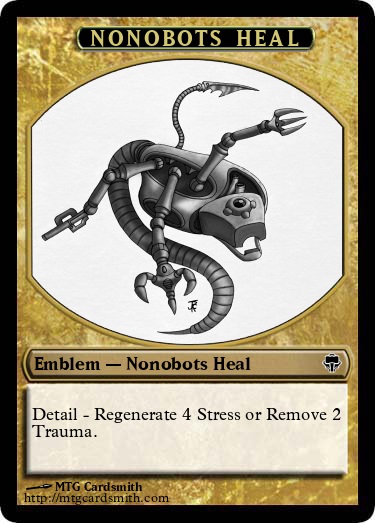 NONOBOTS HEAL
Emblem — Nonobots Heal
Detail - Regenerate 4 Stress or Remove 2
Trauma.
MTG Cardsmith
http://mtgcardsmith.com